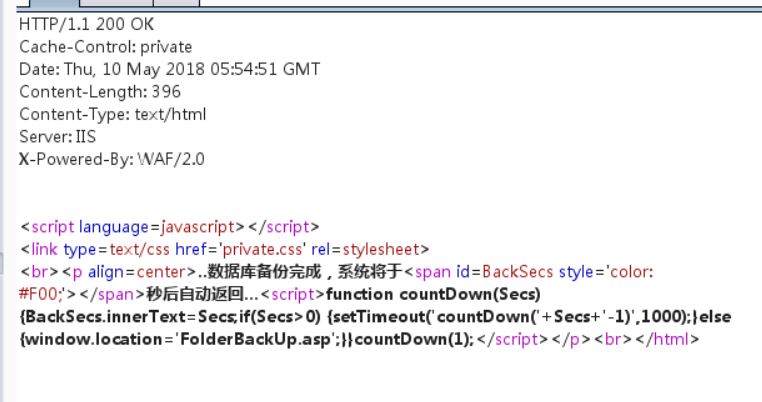 HTTP/1.1 200 OK
Cache-Control: private
Date: Thu, 10 May 2018 05:54:51 GMT
Content-Length: 396
Content-Type: text/html
Server: IIS
X-Powered-By: WAF/2.0
<script language=javascript></script>
<link type=text/css href='private.css' rel=stylesheet>
<br><p align=center>..数据库备份完成，系统将于<span id=BackSecs style='color:
#F00;'></span>秒后自动返回...<script>function countDown(Secs)
{BackSecs.innerText=Secs;if(Secs>0) {setTimeout('countDown('+Secs+'-1)',1000);}else
{window.location='FolderBackUp.asp';}}countDown(1);</script></p><br></html>